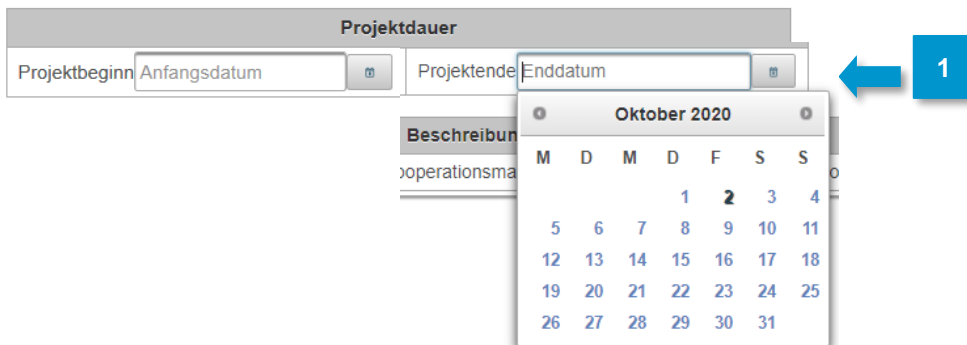 Projektdauer
Projektbeginn Anfangsdatum Projektende Enddatum
1
Oktober 2020
Beschreibun
ooperationsma
M D M D F S S
1 2 3 4
5 6 7 8 9 10 11
12 13 14 15 16 17 18
19 20 21 22 23 24 25
26 27 28 29 30 31